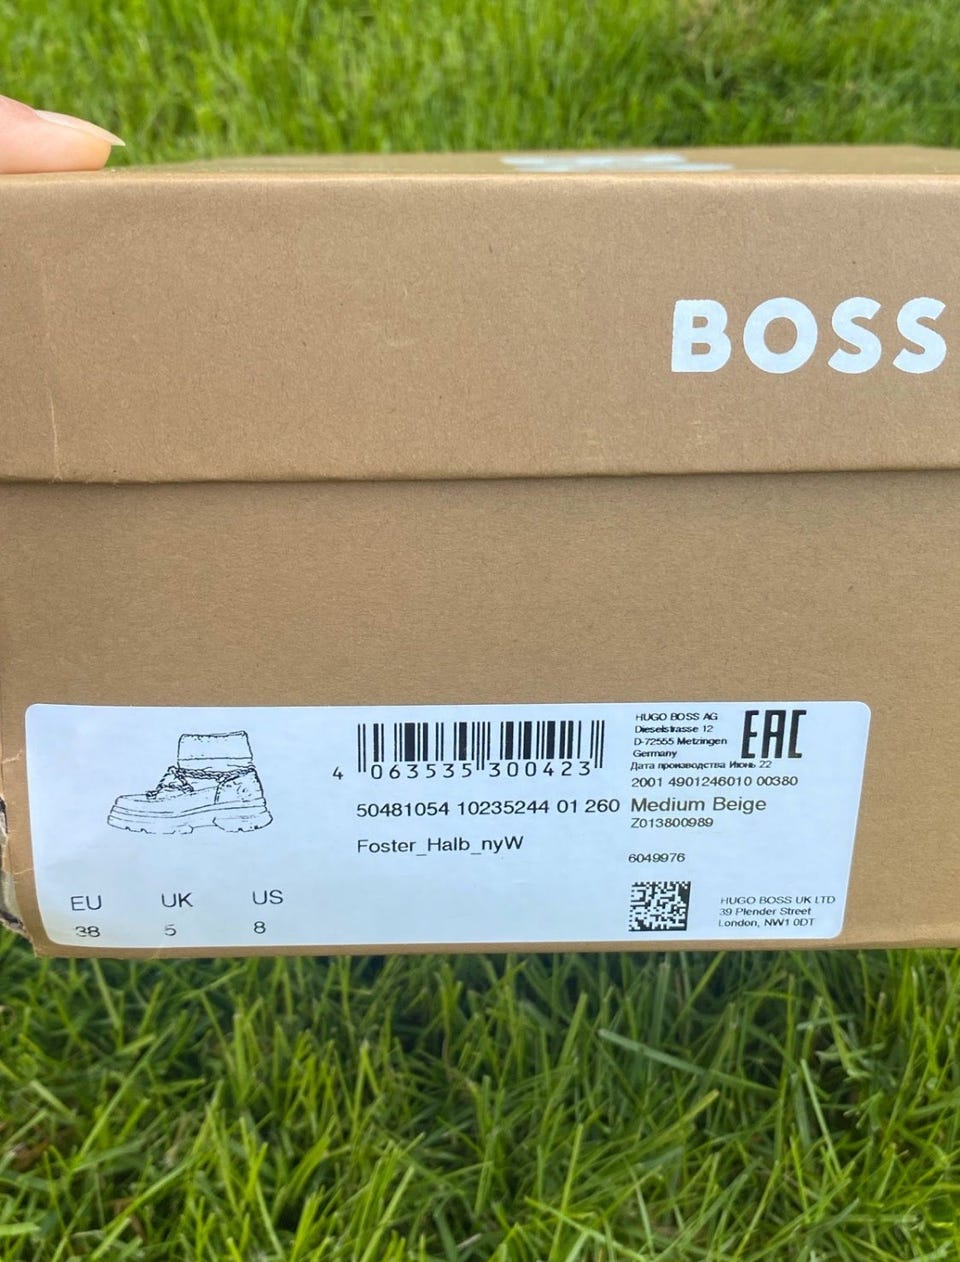 BOSS
4 063535 300423
50481054 10235244 01 260
Foster_Halb_nyW
EU UK US
38 5 8
HUGO BOSS AG
Dieselstrasse 12
D-72555 Metzingen
Germany
EAC
Дата производства Июнь 22
2001 4901246010 00380
Medium Beige
Z013800989
6049976
HUGO BOSS UK LTD
39 Plender Street
London, NW1 0DT